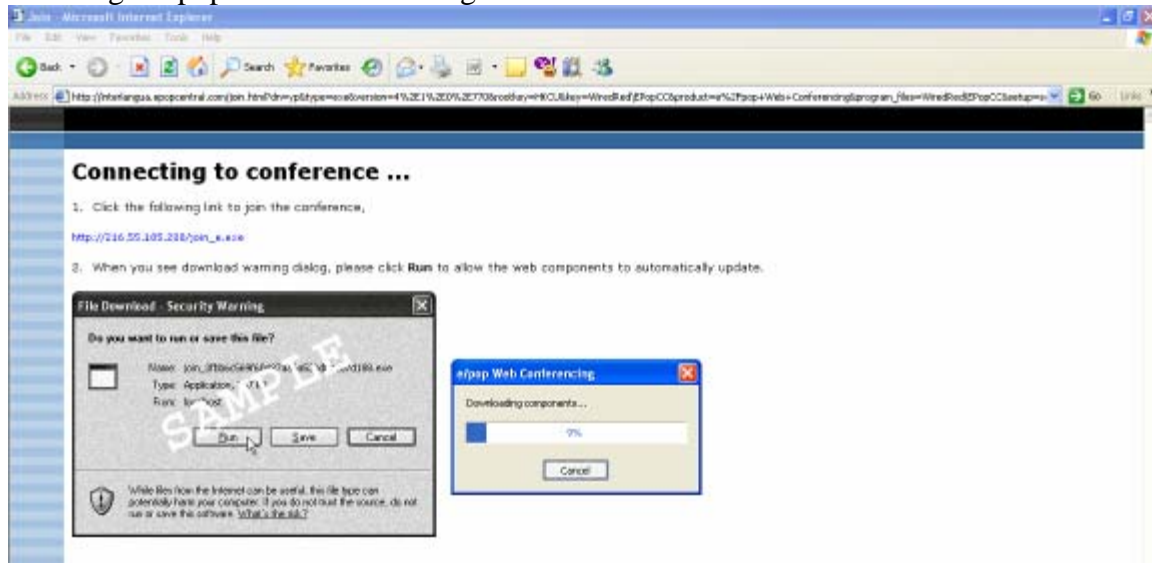 Join - Microsoft Internet Explorer
File Edit View Favorites Tools Help
Back Search Favorites
Address Go Links
Connecting to conference ...
1. Click the following link to join the conference,
http://216.55.185.208/join_e.exe
2. When you see download warning dialog, please click Run to allow the web components to automatically update.
File Download - Security Warning
Do you want to run or save this file?
Name:
Type: Application,
From: localhost
SAMPLE
Run Save Cancel
While files from the Internet can be useful, this file type can
potentially harm your computer. If you do not trust the source, do not
run or save this software. What's the risk?
e/pop Web Conferencing
Downloading components...
9%
Cancel